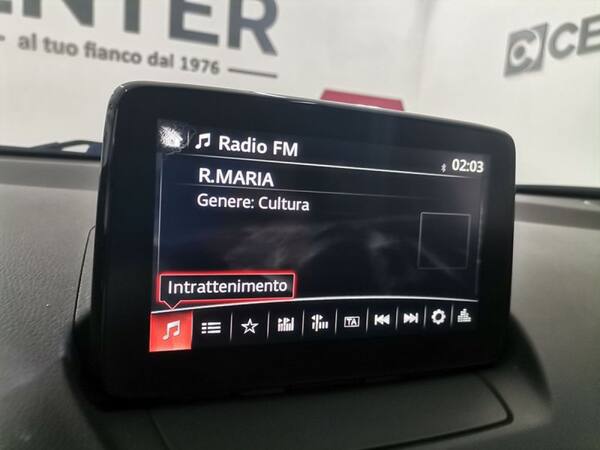 ENTER
al tuo fianco dal 1976
CE
Radio FM
02:03
R.MARIA
Genere: Cultura
Intrattenimento
TA